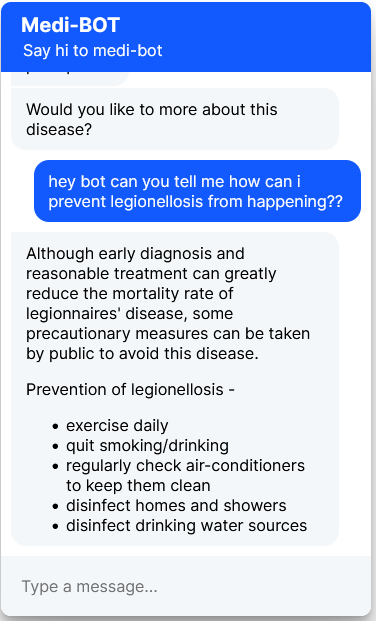 Medi-BOT
Say hi to medi-bot
Would you like to more about this
disease?
hey bot can you tell me how can i
prevent legionellosis from happening??
Although early diagnosis and
reasonable treatment can greatly
reduce the mortality rate of
legionnaires' disease, some
precautionary measures can be taken
by public to avoid this disease.
Prevention of legionellosis -
• exercise daily
• quit smoking/drinking
• regularly check air-conditioners
to keep them clean
• disinfect homes and showers
• disinfect drinking water sources
Type a message...